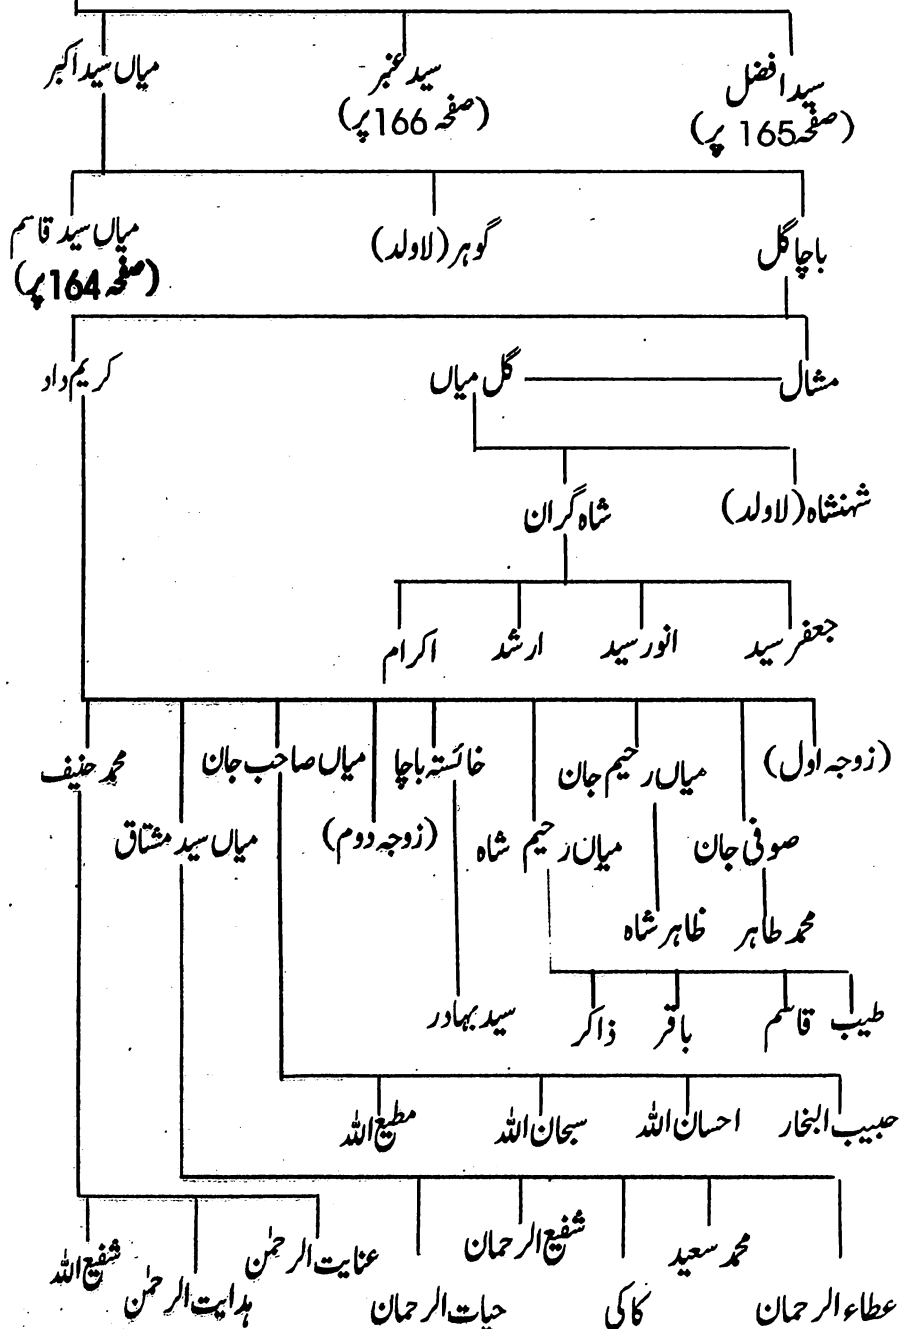 سید افضل سید عنبر میاں سید اکبر
(صفحہ 165 پر) (صفحہ 166 پر)
باچا گل گوہر (لاولد) میاں سید قاسم
(صفحہ 164 پر)
مشال گل میاں کریم داد
شہنشاہ (لاولد) شاہ گران
جعفر سید انور سید ارشد اکرام
(زوجہ اول) میاں رحیم جان خائستہ باچا میاں صاحب جان محمد حنیف
صوفی جان میاں رحیم شاہ (زوجہ دوم) میاں سید مشتاق
محمد طاہر ظاہر شاہ
طیب قاسم باقر ذاکر سید بہادر
حبیب النجار احسان اللہ سبحان اللہ مطیع اللہ
محمد سعید شفیع الرحمان عنایت الرحمٰن شفیع اللہ
عطاء الرحمان کاکی حیات الرحمان ہدایت الرحمٰن